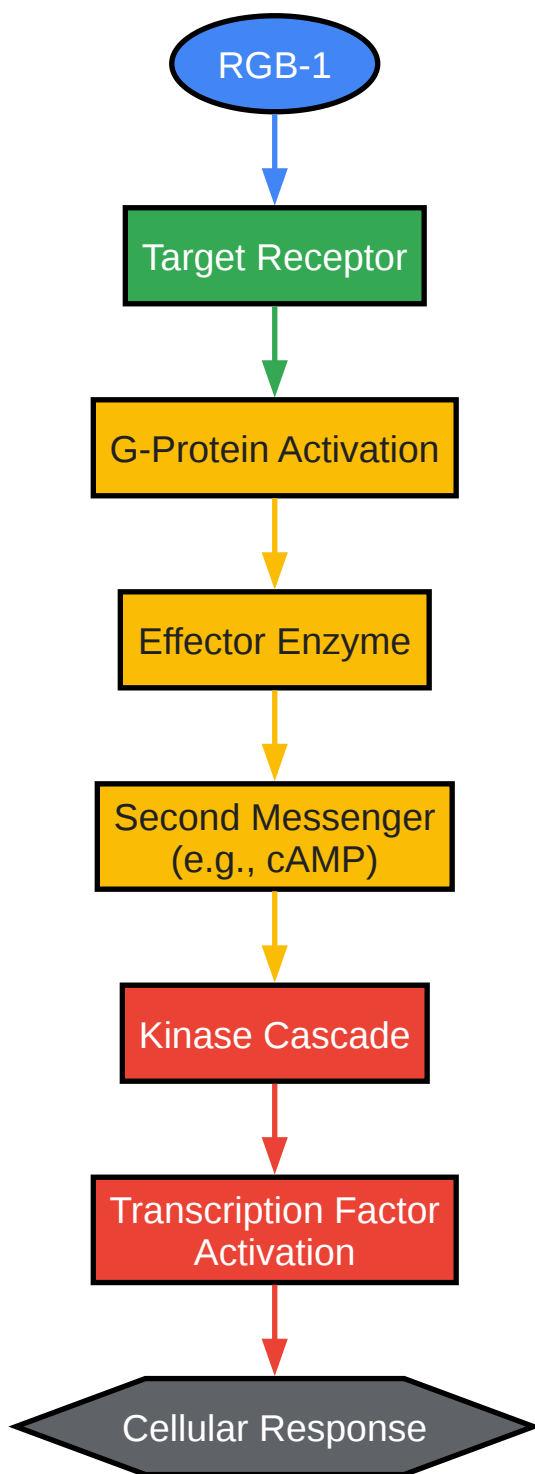 RGB-1
Target Receptor
G-Protein Activation
Effector Enzyme
Second Messenger
(e.g., cAMP)
Kinase Cascade
Transcription Factor
Activation
Cellular Response